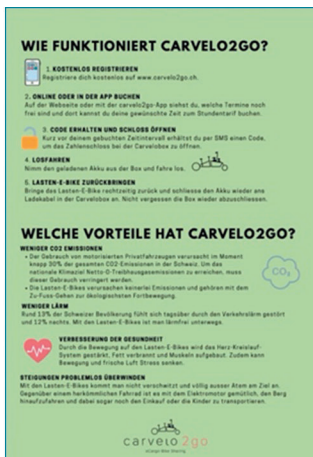 WIE FUNKTIONIERT CARVELO2GO?
1. KOSTENLOS REGISTRIEREN
Registriere dich kostenlos auf www.carvelo2go.ch.
2. ONLINE ODER IN DER APP BUCHEN
Auf der Webseite oder mit der carvelo2go-App siehst du, welche Termine noch
frei sind und dort kannst du deine gewünschte Zeit zum Stundentarif buchen.
3. CODE ERHALTEN UND SCHLOSS ÖFFNEN
Kurz vor deinem gebuchten Zeitintervall erhältst du per SMS einen Code,
um das Zahlenschloss bei der Carvelobox zu öffnen.
4. LOSFAHREN
Nimm den geladenen Akku aus der Box und fahre los.
5. LASTEN-E-BIKE ZURÜCKBRINGEN
Bringe das Lasten-E-Bike rechtzeitig zurück und schliesse den Akku wieder ans
Ladekabel in der Carvelobox an. Nicht vergessen die Box wieder abzuschliessen.
WELCHE VORTEILE HAT CARVELO2GO?
WENIGER CO2 EMISSIONEN
• Der Gebrauch von motorisierten Privatfahrzeugen verursacht im Moment
knapp 30% der gesamten CO2-Emissionen in der Schweiz. Um das
nationale Klimaziel Netto-0-Treibhausgasemissionen zu erreichen, muss
dieser Gebrauch verringert werden.
• Die Lasten-E-Bikes verursachen keinerlei Emissionen und gehören mit dem
Zu-Fuss-Gehen zur ökologischsten Fortbewegung.
CO₂
WENIGER LÄRM
Rund 13% der Schweizer Bevölkerung fühlt sich tagsüber durch den Verkehrslärm gestört
und 12% nachts. Mit den Lasten-E-Bikes ist man lärmfrei unterwegs.
VERBESSERUNG DER GESUNDHEIT
Durch die Bewegung auf den Lasten-E-Bikes wird das Herz-Kreislauf-
System gestärkt, Fett verbrannt und Muskeln aufgebaut. Zudem kann
Bewegung und frische Luft Stress senken.
STEIGUNGEN PROBLEMLOS ÜBERWINDEN
Mit den Lasten-E-Bikes kommt man nicht verschwitzt und völlig ausser Atem am Ziel an.
Gegenüber einem herkömmlichen Fahrrad ist es mit dem Elektromotor gemütlich, den Berg
hinaufzufahren und dabei sogar noch den Einkauf oder die Kinder zu transportieren.
carvelo2go
eCargo Bike Sharing